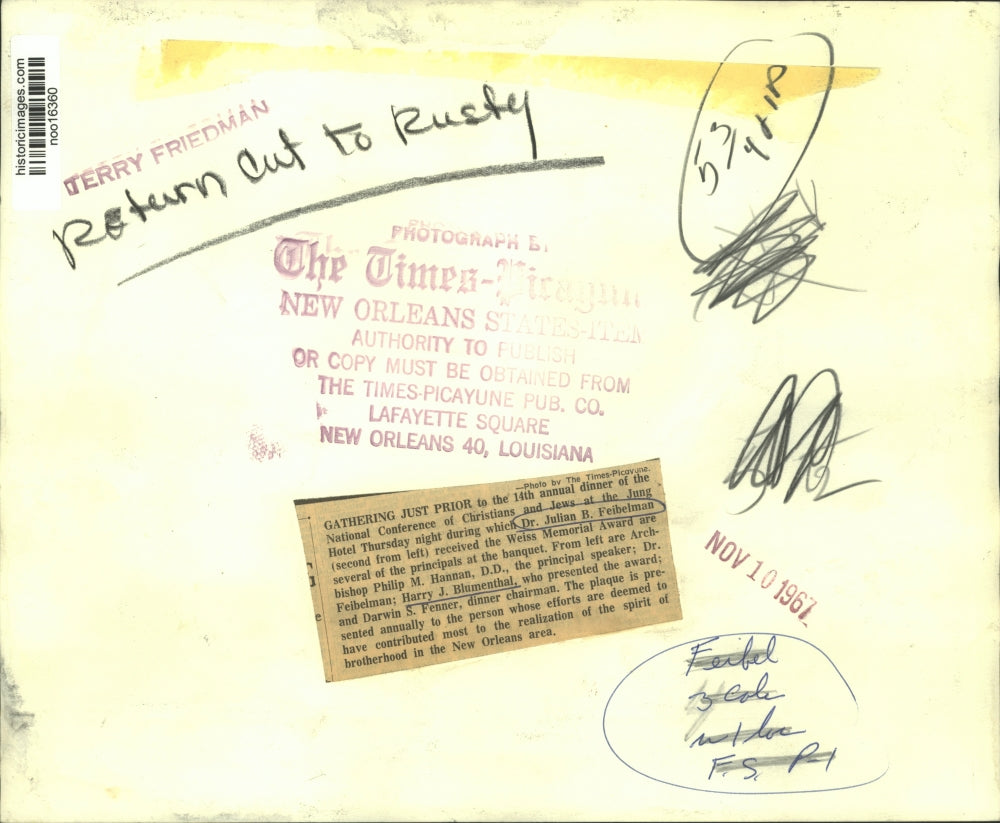 historicimages.com
noo16360
TERRY FRIEDMAN
Return Cut to Rusty
5 3/4
PHOTOGRAPH B
The Times-Picayun
NEW ORLEANS STATES-ITEM
AUTHORITY TO PUBLISH
OR COPY MUST BE OBTAINED FROM
THE TIMES-PICAYUNE PUB. CO.
LAFAYETTE SQUARE
NEW ORLEANS 40, LOUISIANA
—Photo by The Times-Picayune.
GATHERING JUST PRIOR to the 14th annual dinner of the
National Conference of Christians and Jews at the Jung
Hotel Thursday night during which Dr. Julian B. Feibelman
(second from left) received the Weiss Memorial Award are
several of the principals at the banquet. From left are Arch-
bishop Philip M. Hannan, D.D., the principal speaker; Dr.
Feibelman; Harry J. Blumenthal, who presented the award;
and Darwin S. Fenner, dinner chairman. The plaque is pre-
sented annually to the person whose efforts are deemed to
have contributed most to the realization of the spirit of
brotherhood in the New Orleans area.
NOV 10 1967
Feibel
F.S. P-1